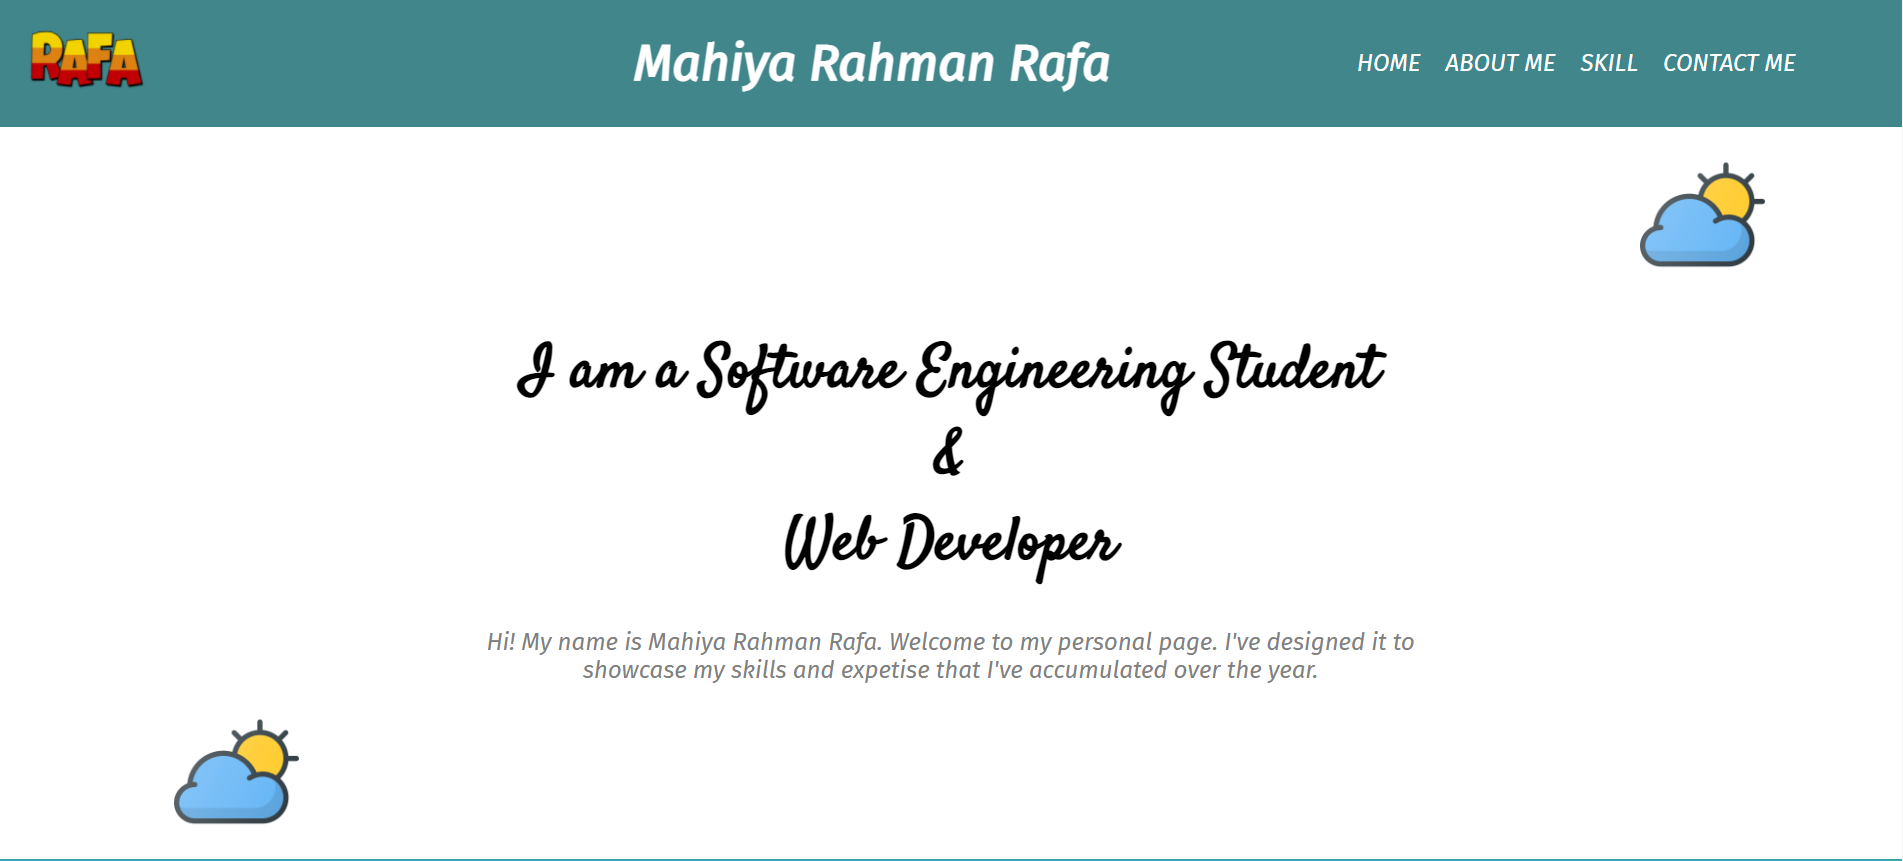 RAFA
Mahiya Rahman Rafa
HOME ABOUT ME SKILL CONTACT ME
I am a Software Engineering Student
&
Web Developer
Hi! My name is Mahiya Rahman Rafa. Welcome to my personal page. I've designed it to
showcase my skills and expetise that I've accumulated over the year.